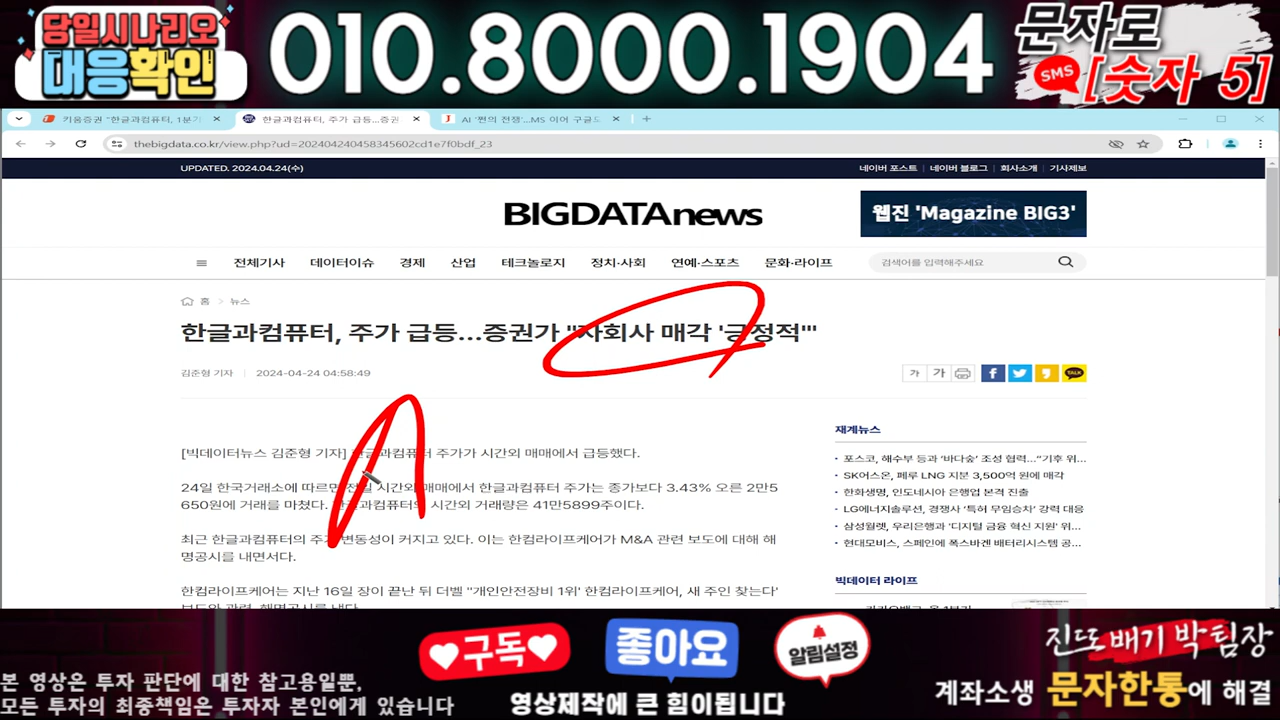 당일시나리오
대응확인
010.8000.1904
문자로
SMS
[숫자 5]
키움증권 "한글과컴퓨터, 1분기
한글과컴퓨터, 주가 급등…증권
AI '쩐의 전쟁'…MS 이어 구글도
thebigdata.co.kr/view.php?ud=202404240458345602cd1e7f0bdf_23
UPDATED. 2024.04.24(수)
네이버 포스트 | 네이버 블로그 | 회사소개 | 기사제보
BIGDATAnews
웹진 'Magazine BIG3'
전체기사 데이터이슈 경제 산업 테크놀로지 정치·사회 연예·스포츠 문화·라이프
검색어를 입력해주세요
홈 > 뉴스
한글과컴퓨터, 주가 급등...증권가 "자회사 매각 '긍정적'"
김준형 기자 | 2024-04-24 04:58:49
가 가
TALK
[빅데이터뉴스 김준형 기자] 한글과컴퓨터 주가가 시간외 매매에서 급등했다.
24일 한국거래소에 따르면 전일 시간외 매매에서 한글과컴퓨터 주가는 종가보다 3.43% 오른 2만5
650원에 거래를 마쳤다. 한글과컴퓨터의 시간외 거래량은 41만5899주이다.
최근 한글과컴퓨터의 주가 변동성이 커지고 있다. 이는 한컴라이프케어가 M&A 관련 보도에 대해 해
명공시를 내면서다.
한컴라이프케어는 지난 16일 장이 끝난 뒤 더벨 "'개인안전장비 1위' 한컴라이프케어, 새 주인 찾는다'
보도와 관련, 해명공시를 냈다.
재계뉴스
· 포스코, 해수부 등과 '바다숲' 조성 협력…"기후 위...
· SK어스온, 페루 LNG 지분 3,500억 원에 매각
· 한화생명, 인도네시아 은행업 본격 진출
· LG에너지솔루션, 경쟁사 '특허 무임승차' 강력 대응
· 삼성월렛, 우리은행과 '디지털 금융 혁신 지원' 위...
· 현대모비스, 스페인에 폭스바겐 배터리시스템 공...
빅데이터 라이프
구독
좋아요
알림설정
영상제작에 큰 힘이됩니다
본 영상은 투자 판단에 대한 참고용일뿐,
모든 투자의 최종책임은 투자자 본인에게 있습니다
진또배기 박팀장
계좌소생 문자한통에 해결